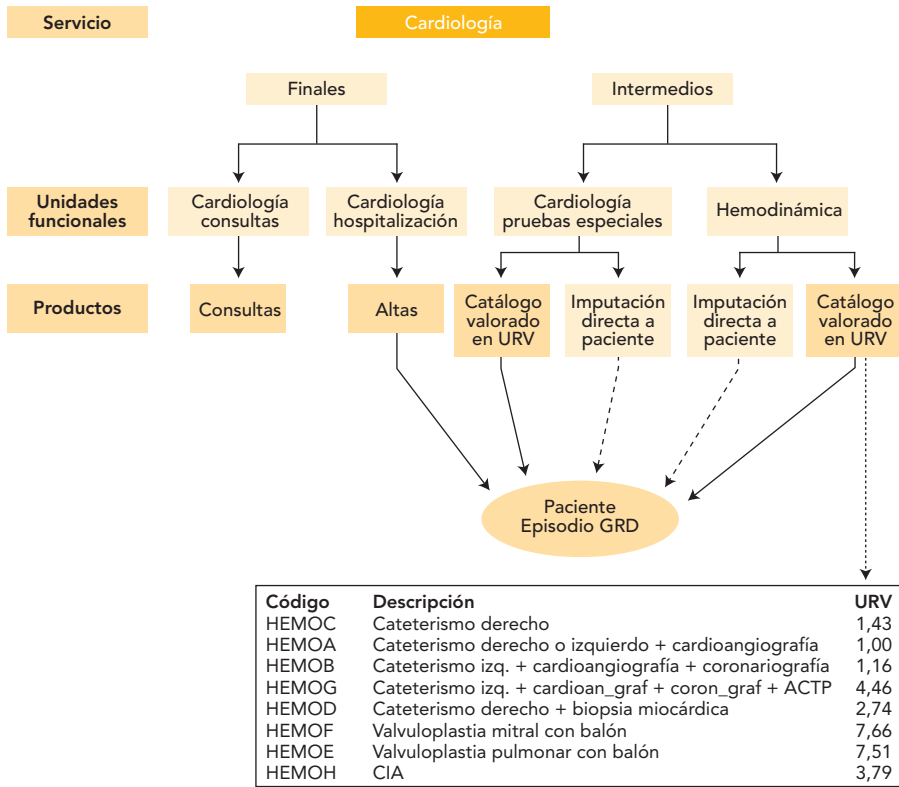 Servicio
Cardiología
Finales
Intermedios
Unidades
funcionales
Cardiología
consultas
Cardiología
hospitalización
Cardiología
pruebas especiales
Hemodinámica
Productos
Consultas
Altas
Catálogo
valorado
en URV
Imputación
directa a
paciente
Imputación
directa a
paciente
Catálogo
valorado
en URV
Paciente
Episodio GRD
Código Descripción URV
HEMOC Cateterismo derecho 1,43
HEMOA Cateterismo derecho o izquierdo + cardioangiografía 1,00
HEMOB Cateterismo izq. + cardioangiografía + coronariografía 1,16
HEMOG Cateterismo izq. + cardioan_graf + coron_graf + ACTP 4,46
HEMOD Cateterismo derecho + biopsia miocárdica 2,74
HEMOF Valvuloplastia mitral con balón 7,66
HEMOE Valvuloplastia pulmonar con balón 7,51
HEMOH CIA 3,79